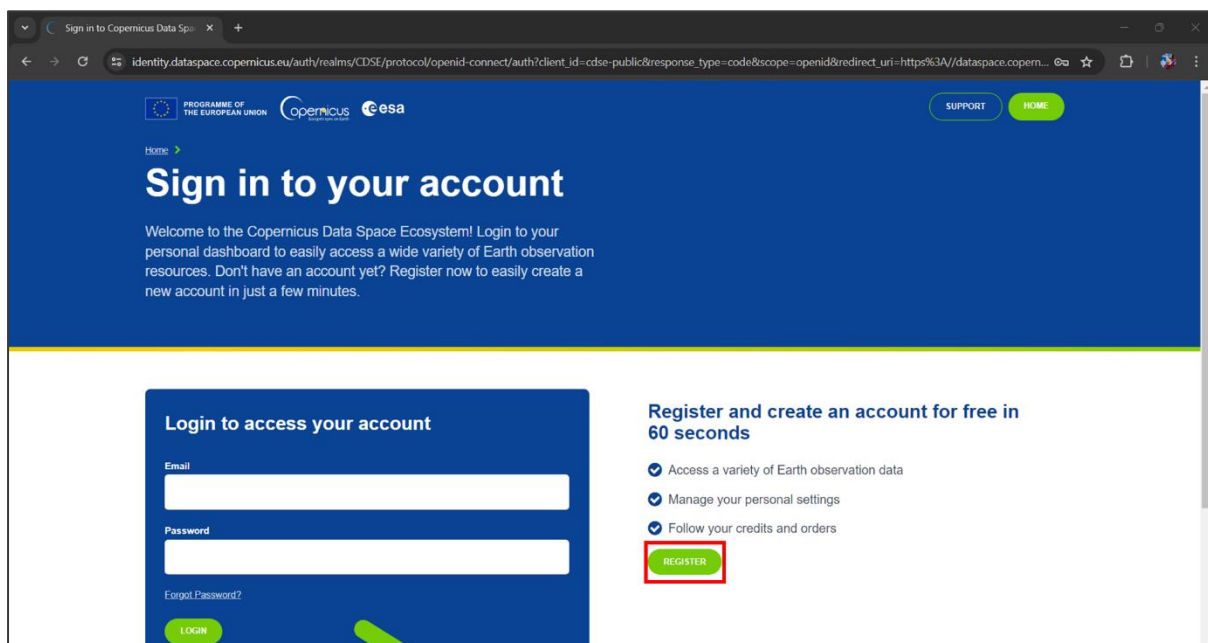 Sign in to Copernicus Data Spa
identity.dataspace.copernicus.eu/auth/realms/CDSE/protocol/openid-connect/auth?client_id=cdse-public&response_type=code&scope=openid&redirect_uri=https%3A//dataspace.copern...
PROGRAMME OF
THE EUROPEAN UNION
opernicus
esa
SUPPORT
HOME
Home >
Sign in to your account
Welcome to the Copernicus Data Space Ecosystem! Login to your
personal dashboard to easily access a wide variety of Earth observation
resources. Don't have an account yet? Register now to easily create a
new account in just a few minutes.
Login to access your account
Email
Password
Forgot Password?
LOGIN
Register and create an account for free in
60 seconds
Access a variety of Earth observation data
Manage your personal settings
Follow your credits and orders
REGISTER